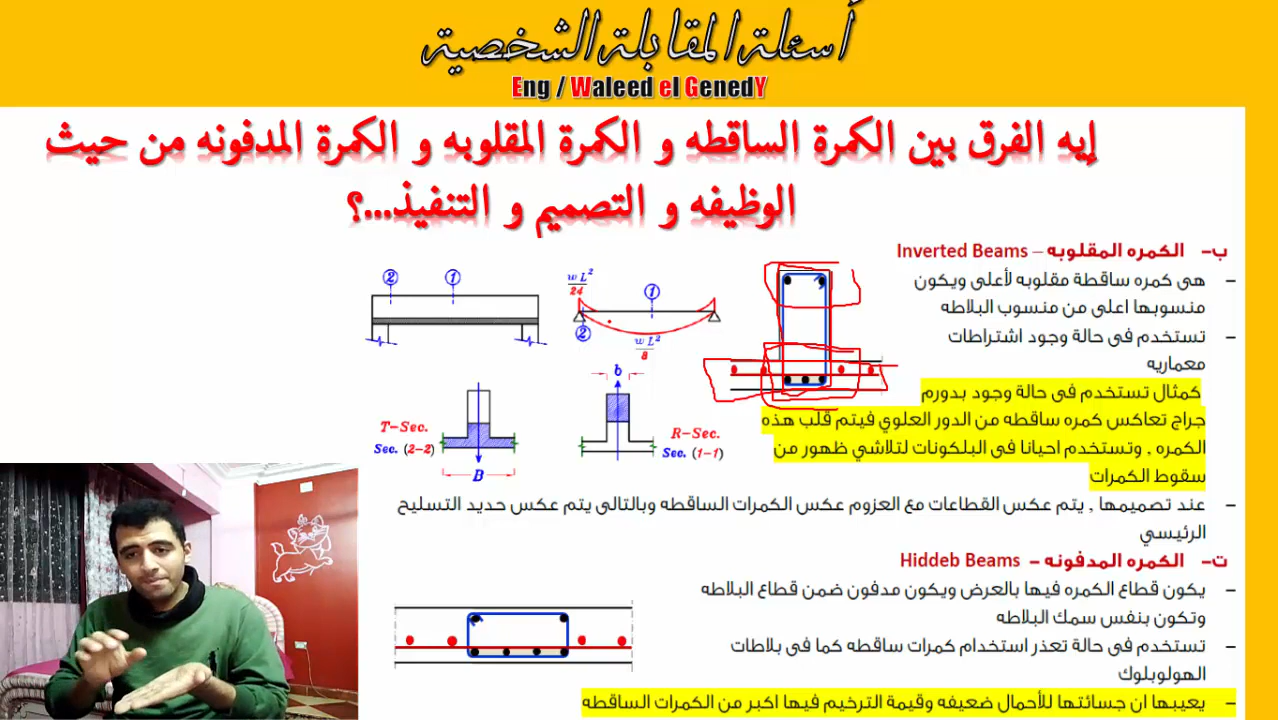 أسئلة المقابلة الشخصية
Eng / Waleed el GenedY
إيه الفرق بين الكمرة الساقطه و الكمرة المقلوبه و الكمرة المدفونه من حيث
الوظيفه و التصميم و التنفيذ...؟
ب- الكمره المقلوبه – Inverted Beams
- هى كمره ساقطة مقلوبه لأعلى ويكون
منسوبها اعلى من منسوب البلاطه
- تستخدم فى حالة وجود اشتراطات
معماريه
كمثال تستخدم فى حالة وجود بدورم
جراج تعاكس كمره ساقطه من الدور العلوي فيتم قلب هذه
الكمره , وتستخدم احيانا فى البلكونات لتلاشي ظهور من
سقوط الكمرات
- عند تصميمها , يتم عكس القطاعات مع العزوم عكس الكمرات الساقطه وبالتالى يتم عكس حديد التسليح
الرئيسي
ت- الكمره المدفونه – Hiddeb Beams
- يكون قطاع الكمره فيها بالعرض ويكون مدفون ضمن قطاع البلاطه
وتكون بنفس سمك البلاطه
- تستخدم فى حالة تعذر استخدام كمرات ساقطه كما فى بلاطات
الهولوبلوك
- يعيبها ان جسائتها للأحمال ضعيفه وقيمة الترخيم فيها اكبر من الكمرات الساقطه
2 1
wL²/24
1
2
wL²/8
T-Sec.
Sec. (2-2)
B
b
R-Sec.
Sec. (1-1)